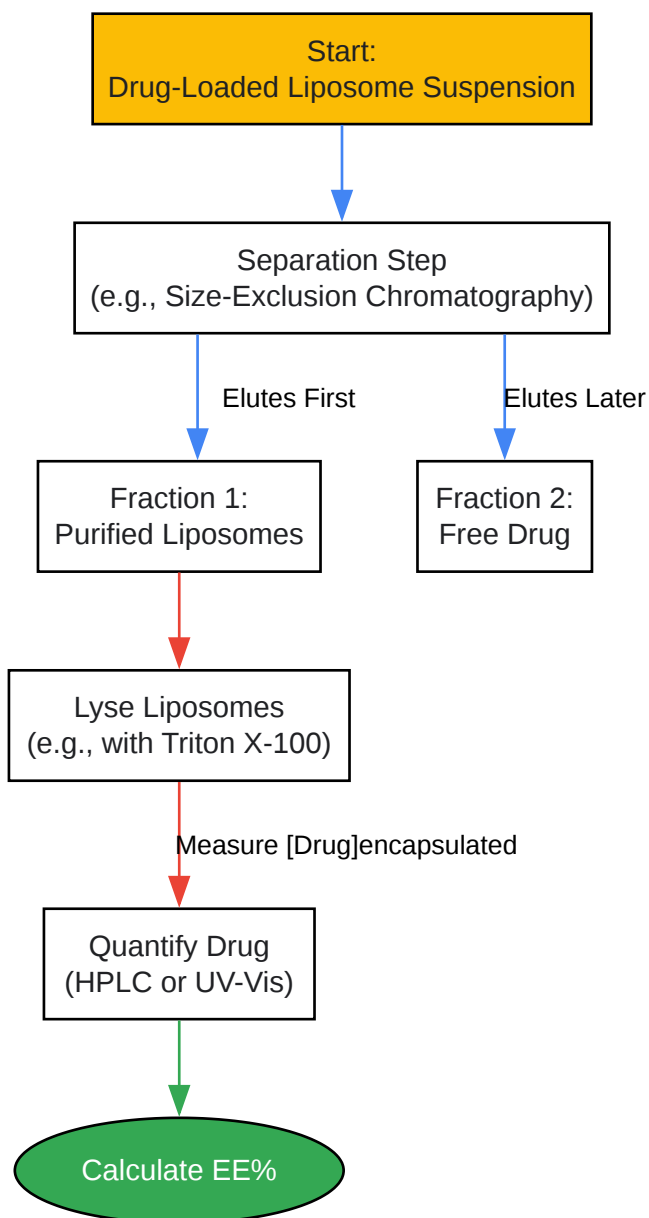 Start:
Drug-Loaded Liposome Suspension
Separation Step
(e.g., Size-Exclusion Chromatography)
Elutes First
Elutes Later
Fraction 1:
Purified Liposomes
Fraction 2:
Free Drug
Lyse Liposomes
(e.g., with Triton X-100)
Measure [Drug]encapsulated
Quantify Drug
(HPLC or UV-Vis)
Calculate EE%